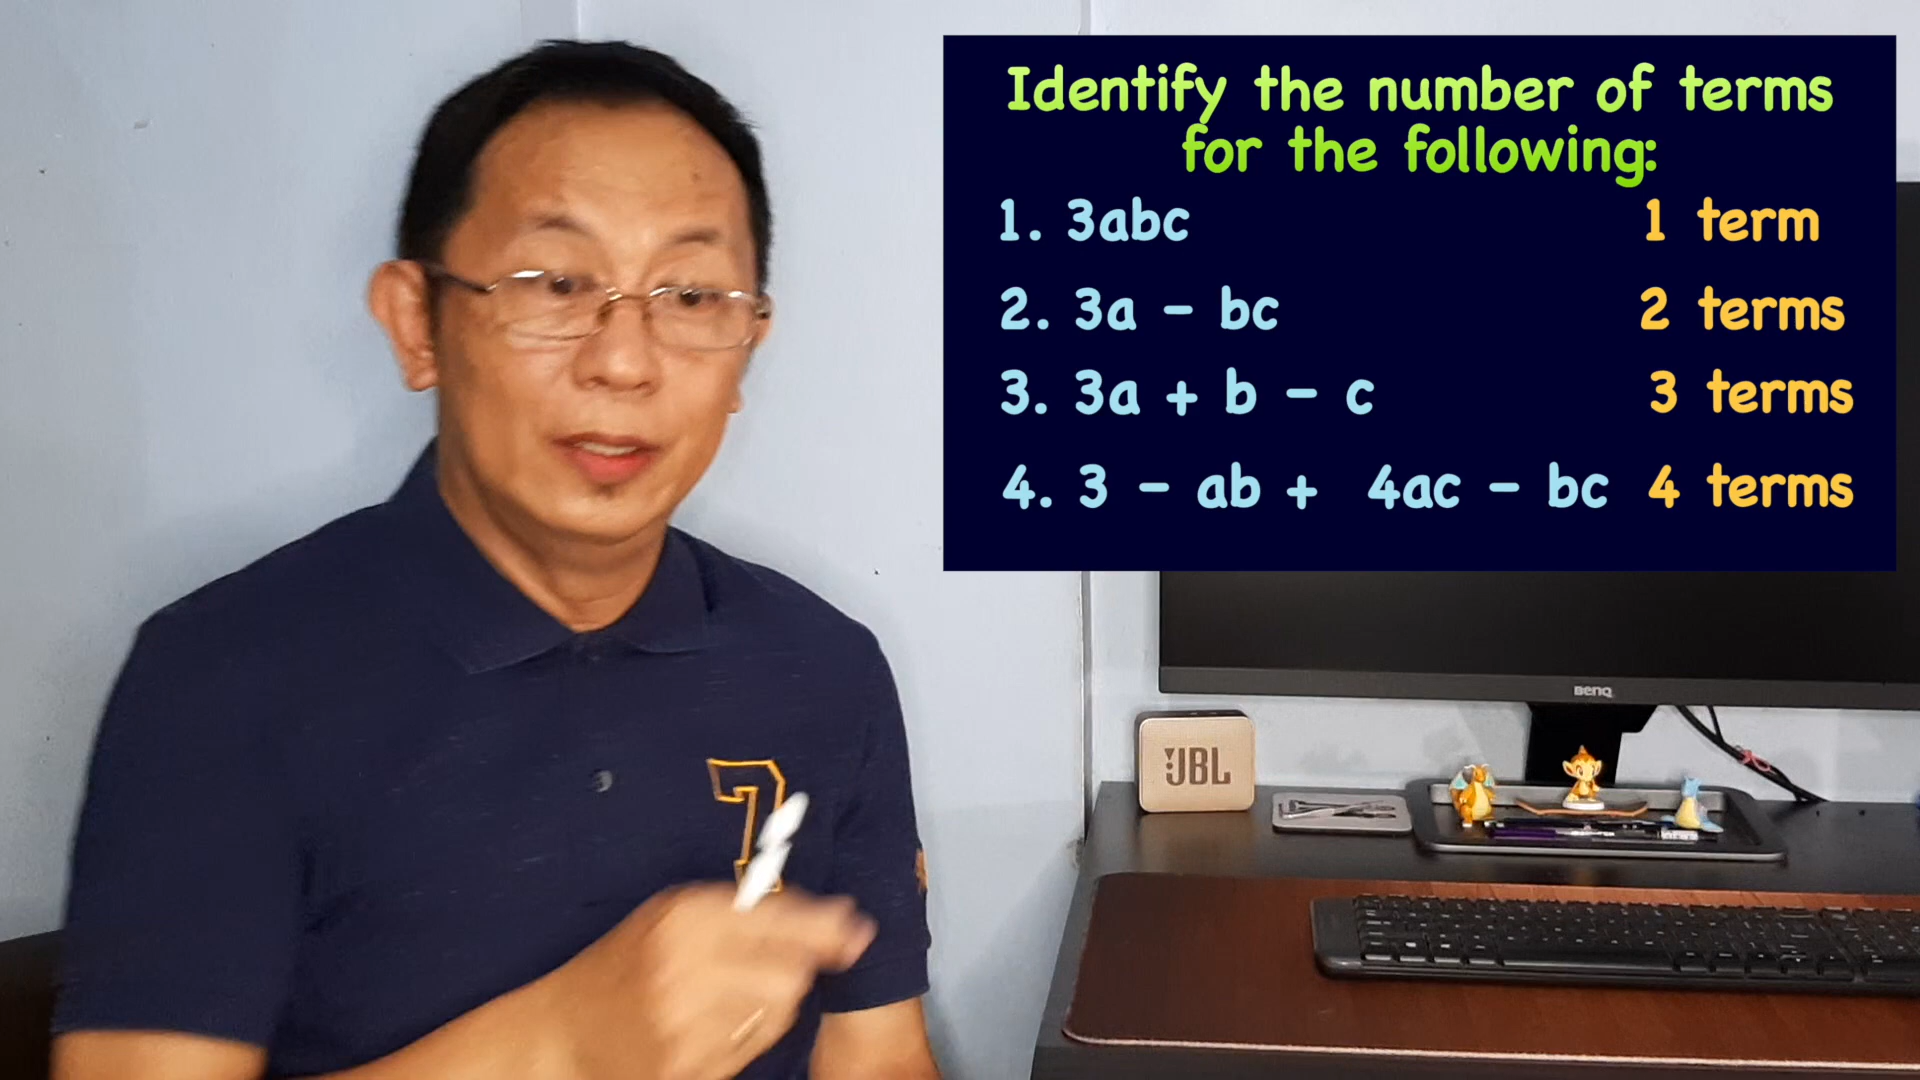 Identify the number of terms
for the following:
1. 3abc 1 term
2. 3a - bc 2 terms
3. 3a + b - c 3 terms
4. 3 - ab + 4ac - bc 4 terms
BenQ
JBL
7